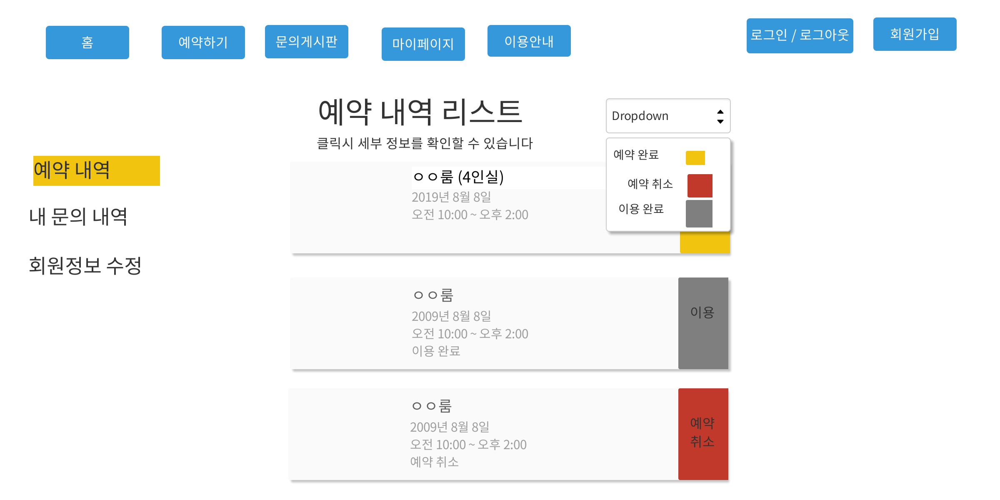 홈
예약하기
문의게시판
마이페이지
이용안내
로그인 / 로그아웃
회원가입
예약 내역 리스트
클릭시 세부 정보를 확인할 수 있습니다
Dropdown
예약 완료
예약 취소
이용 완료
예약 내역
내 문의 내역
회원정보 수정
ㅇㅇ룸 (4인실)
2019년 8월 8일
오전 10:00 ~ 오후 2:00
ㅇㅇ룸
2009년 8월 8일
오전 10:00 ~ 오후 2:00
이용 완료
이용
ㅇㅇ룸
2009년 8월 8일
오전 10:00 ~ 오후 2:00
예약 취소
예약
취소